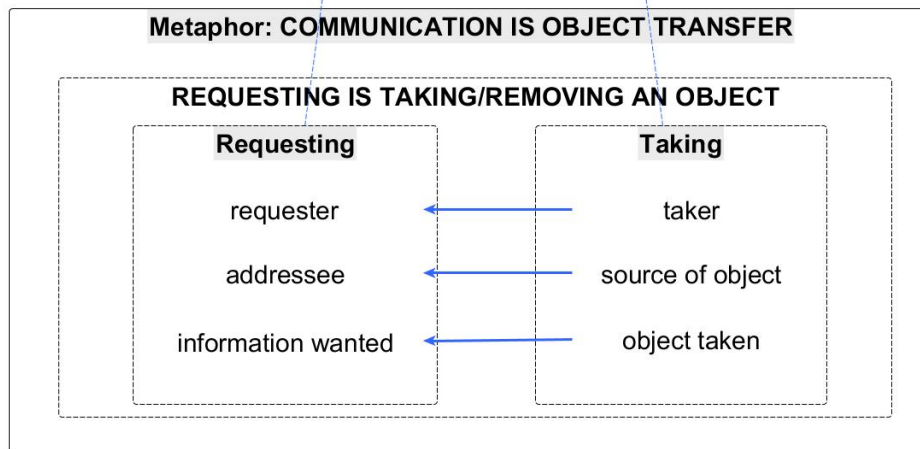 Metaphor: COMMUNICATION IS OBJECT TRANSFER
REQUESTING IS TAKING/REMOVING AN OBJECT
Requesting
Taking
requester
taker
addressee
source of object
information wanted
object taken